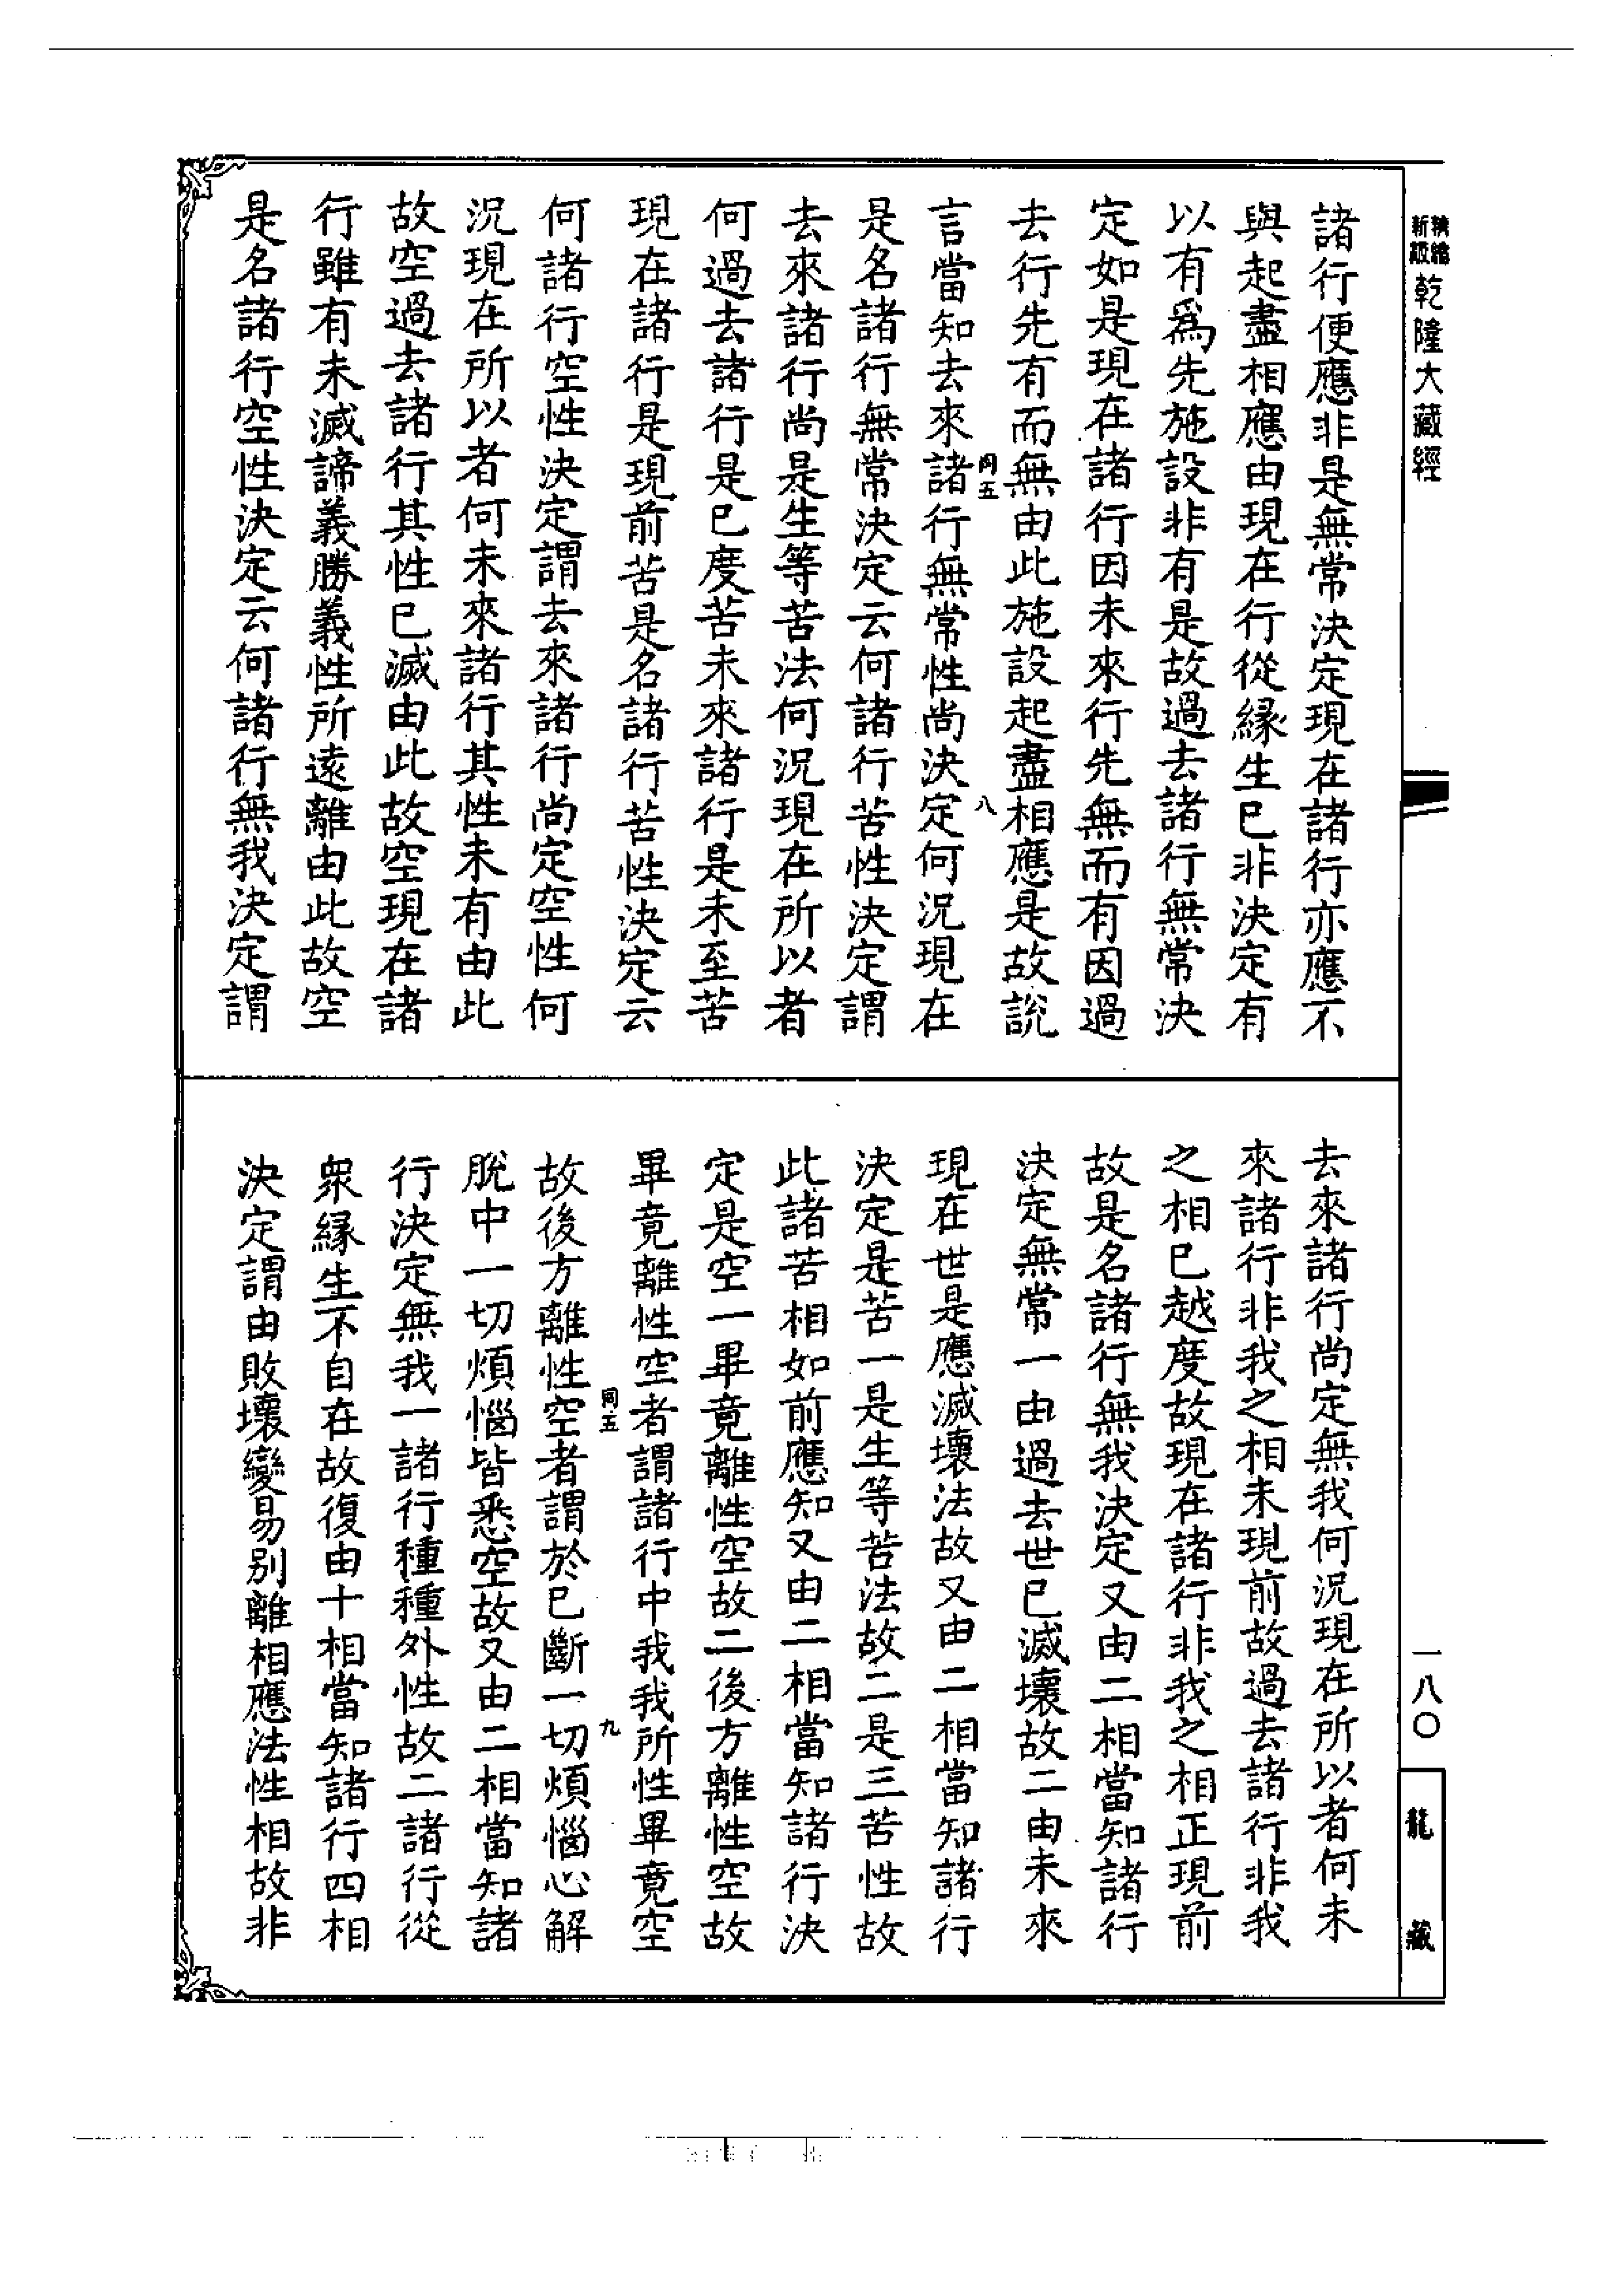 新編縮版
乾隆大藏經
諸行便應非是無常決定現在諸行亦應不
與起盡相應由現在行從緣生已非決定有
以有爲先施設非有是故過去諸行無常決
定如是現在諸行因未來行先無而有因過
去行先有而無由此施設起盡相應是故說
同五
八
言當知去來諸行無常性尚決定何況現在
是名諸行無常決定云何諸行苦性決定謂
去來諸行尚是生等苦法何況現在所以者
何過去諸行是已度苦未來諸行是未至苦
現在諸行是現前苦是名諸行苦性決定云
何諸行空性決定謂去來諸行尚定空性何
況現在所以者何未來諸行其性未有由此
故空過去諸行其性已滅由此故空現在諸
行雖有未滅諦義勝義性所遠離由此故空
是名諸行空性決定云何諸行無我決定謂
去來諸行尚定無我何況現在所以者何未
來諸行非我之相未現前故過去諸行非我
之相已越度故現在諸行非我之相正現前
故是名諸行無我決定又由二相當知諸行
決定無常一由過去世已滅壞故二由未來
現在世是應滅壞法故又由二相當知諸行
決定是苦一是生等苦法故二是三苦性故
此諸苦相如前應知又由二相當知諸行決
定是空一畢竟離性空故二後方離性空故
畢竟離性空者謂諸行中我我所性畢竟空
同五
九
故後方離性空者謂於已斷一切煩惱心解
脫中一切煩惱皆悉空故又由二相當知諸
行決定無我一諸行種種外性故二諸行從
衆緣生不自在故復由十相當知諸行四相
決定謂由敗壞變易別離相應法性相故非
一八〇
龍藏